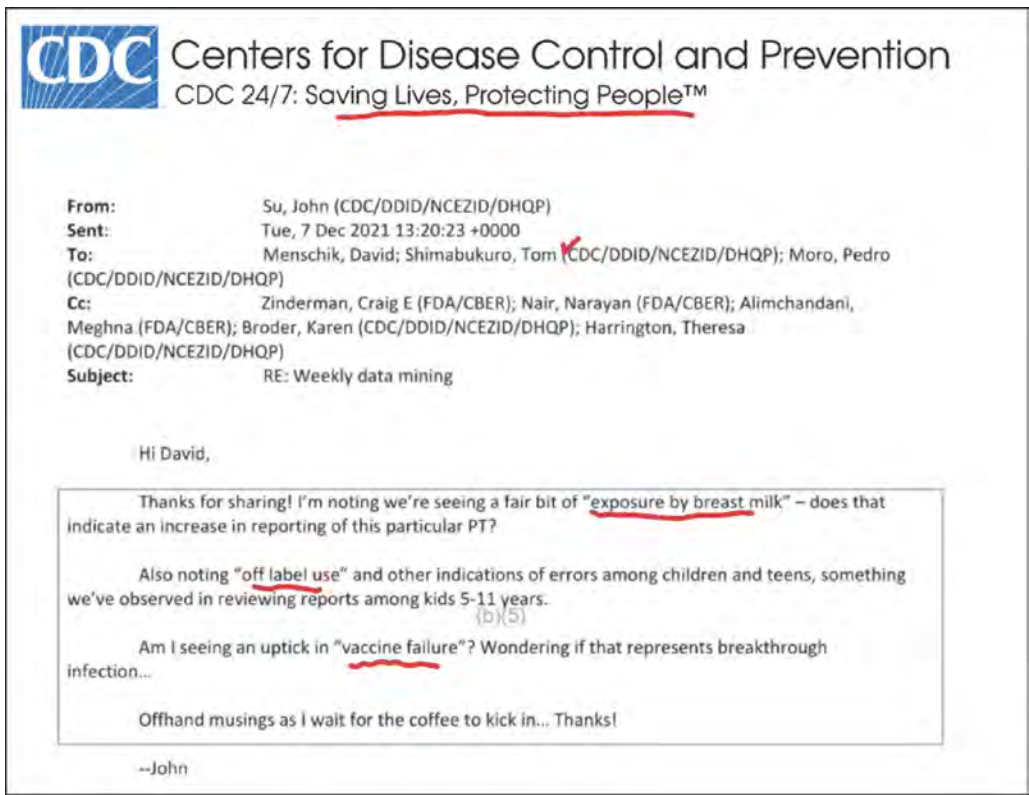 CDC Centers for Disease Control and Prevention
CDC 24/7: Saving Lives, Protecting People™
From: Su, John (CDC/DDID/NCEZID/DHQP)
Sent: Tue, 7 Dec 2021 13:20:23 +0000
To: Menschik, David; Shimabukuro, Tom (CDC/DDID/NCEZID/DHQP); Moro, Pedro
(CDC/DDID/NCEZID/DHQP)
Cc: Zinderman, Craig E (FDA/CBER); Nair, Narayan (FDA/CBER); Alimchandani,
Meghna (FDA/CBER); Broder, Karen (CDC/DDID/NCEZID/DHQP); Harrington, Theresa
(CDC/DDID/NCEZID/DHQP)
Subject: RE: Weekly data mining
Hi David,
Thanks for sharing! I'm noting we're seeing a fair bit of "exposure by breast milk" – does that
indicate an increase in reporting of this particular PT?
Also noting "off label use" and other indications of errors among children and teens, something
we've observed in reviewing reports among kids 5-11 years.
(b)(5)
Am I seeing an uptick in "vaccine failure"? Wondering if that represents breakthrough
infection...
Offhand musings as I wait for the coffee to kick in... Thanks!
--John